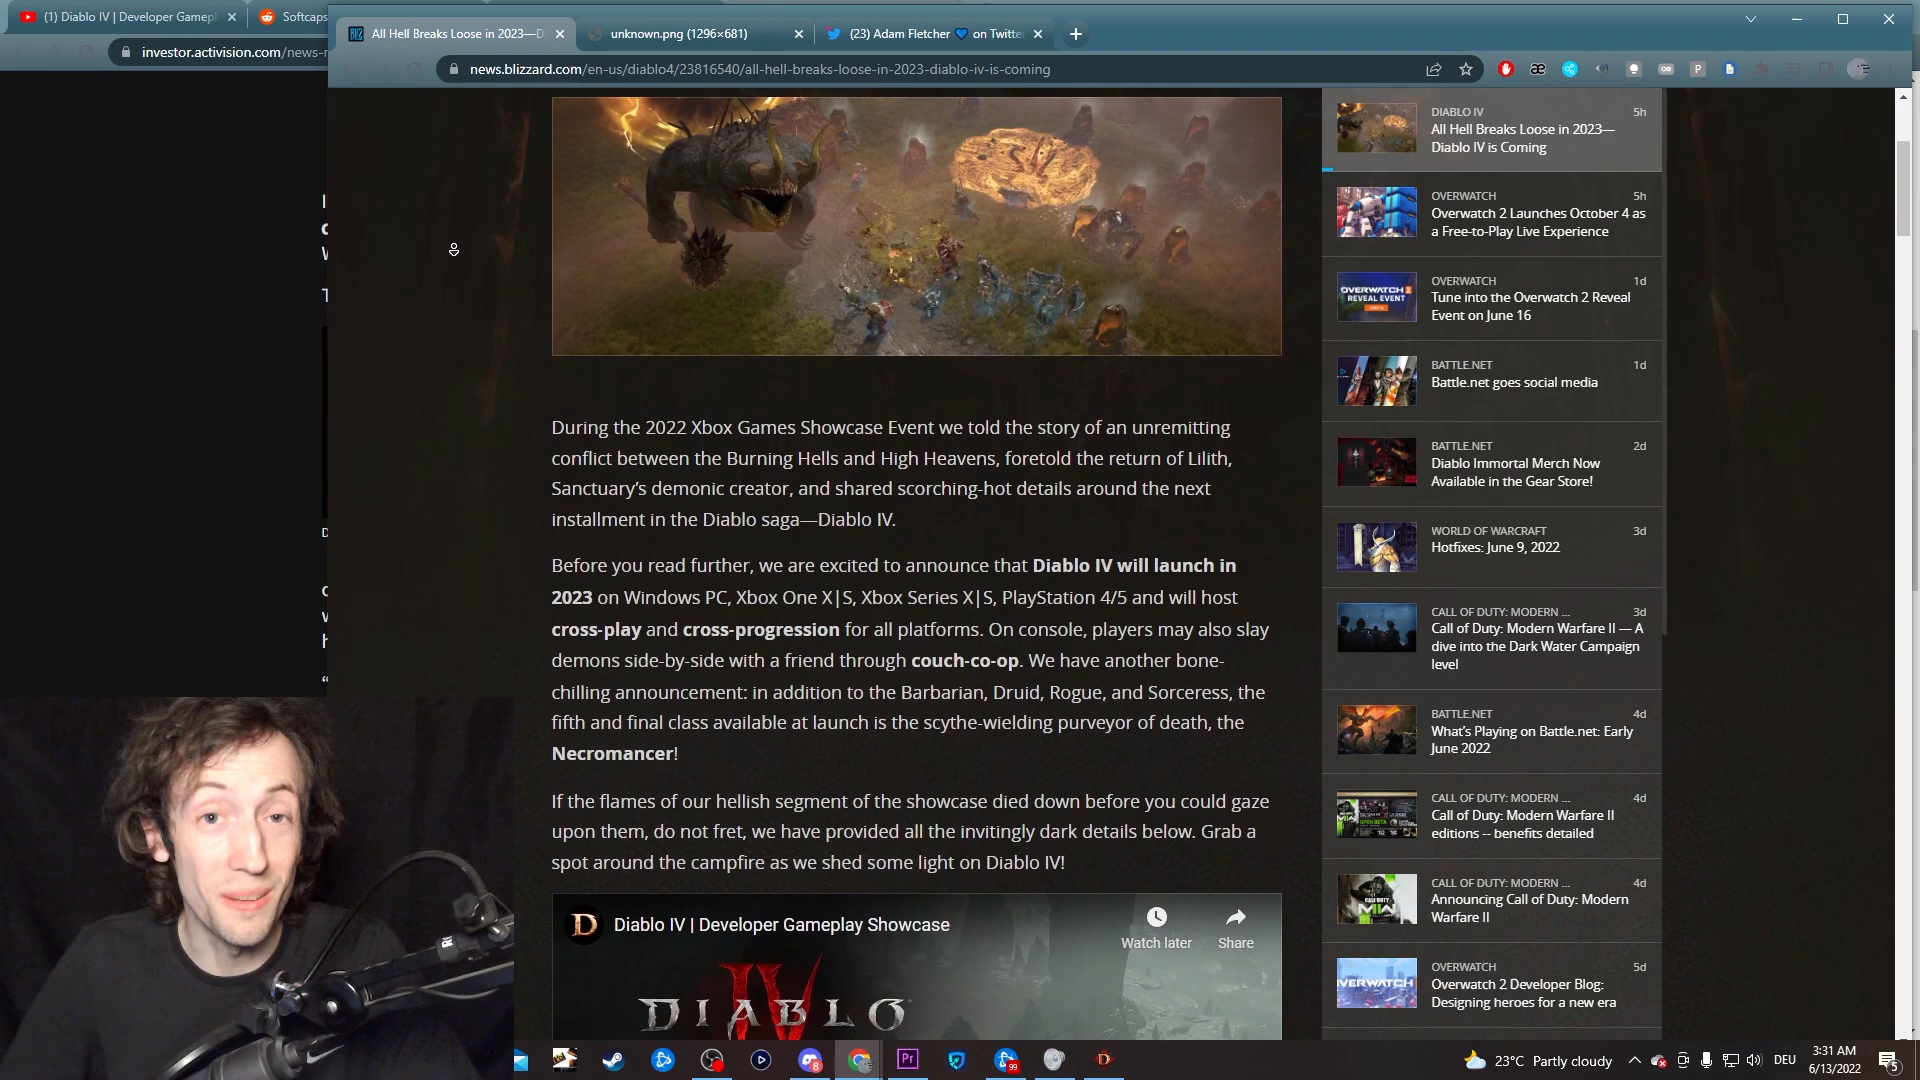 (1) Diablo IV | Developer Gamepl
Softcaps
investor.activision.com/news-r
All Hell Breaks Loose in 2023—D
unknown.png (1296×681)
(23) Adam Fletcher 💙 on Twitte
news.blizzard.com/en-us/diablo4/23816540/all-hell-breaks-loose-in-2023-diablo-iv-is-coming
During the 2022 Xbox Games Showcase Event we told the story of an unremitting
conflict between the Burning Hells and High Heavens, foretold the return of Lilith,
Sanctuary’s demonic creator, and shared scorching-hot details around the next
installment in the Diablo saga—Diablo IV.
Before you read further, we are excited to announce that Diablo IV will launch in
2023 on Windows PC, Xbox One X|S, Xbox Series X|S, PlayStation 4/5 and will host
cross-play and cross-progression for all platforms. On console, players may also slay
demons side-by-side with a friend through couch-co-op. We have another bone-
chilling announcement: in addition to the Barbarian, Druid, Rogue, and Sorceress, the
fifth and final class available at launch is the scythe-wielding purveyor of death, the
Necromancer!
If the flames of our hellish segment of the showcase died down before you could gaze
upon them, do not fret, we have provided all the invitingly dark details below. Grab a
spot around the campfire as we shed some light on Diablo IV!
Diablo IV | Developer Gameplay Showcase
Watch later
Share
DIABLO IV
DIABLO IV 5h
All Hell Breaks Loose in 2023—
Diablo IV is Coming
OVERWATCH 5h
Overwatch 2 Launches October 4 as
a Free-to-Play Live Experience
OVERWATCH 2
REVEAL EVENT
OVERWATCH 1d
Tune into the Overwatch 2 Reveal
Event on June 16
BATTLE.NET 1d
Battle.net goes social media
BATTLE.NET 2d
Diablo Immortal Merch Now
Available in the Gear Store!
WORLD OF WARCRAFT 3d
Hotfixes: June 9, 2022
CALL OF DUTY: MODERN ... 3d
Call of Duty: Modern Warfare II — A
dive into the Dark Water Campaign
level
BATTLE.NET 4d
What’s Playing on Battle.net: Early
June 2022
CALL OF DUTY: MODERN ... 4d
Call of Duty: Modern Warfare II
editions -- benefits detailed
CALL OF DUTY: MODERN ... 4d
Announcing Call of Duty: Modern
Warfare II
OVERWATCH 5d
Overwatch 2 Developer Blog:
Designing heroes for a new era
23°C Partly cloudy
DEU
3:31 AM
6/13/2022